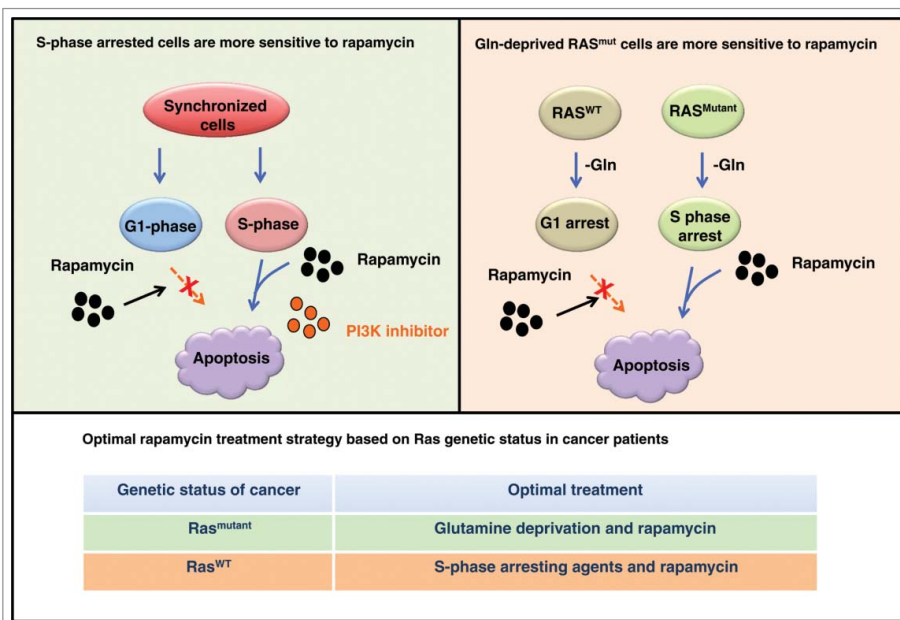 S-phase arrested cells are more sensitive to rapamycin
Synchronized
cells
G1-phase
S-phase
Rapamycin
Rapamycin
PI3K inhibitor
Apoptosis
Gln-deprived RASmut cells are more sensitive to rapamycin
RASWT
RASMutant
-Gln
-Gln
G1 arrest
S phase
arrest
Rapamycin
Rapamycin
Apoptosis
Optimal rapamycin treatment strategy based on Ras genetic status in cancer patients
Genetic status of cancer
Optimal treatment
Rasmutant
Glutamine deprivation and rapamycin
RasWT
S-phase arresting agents and rapamycin